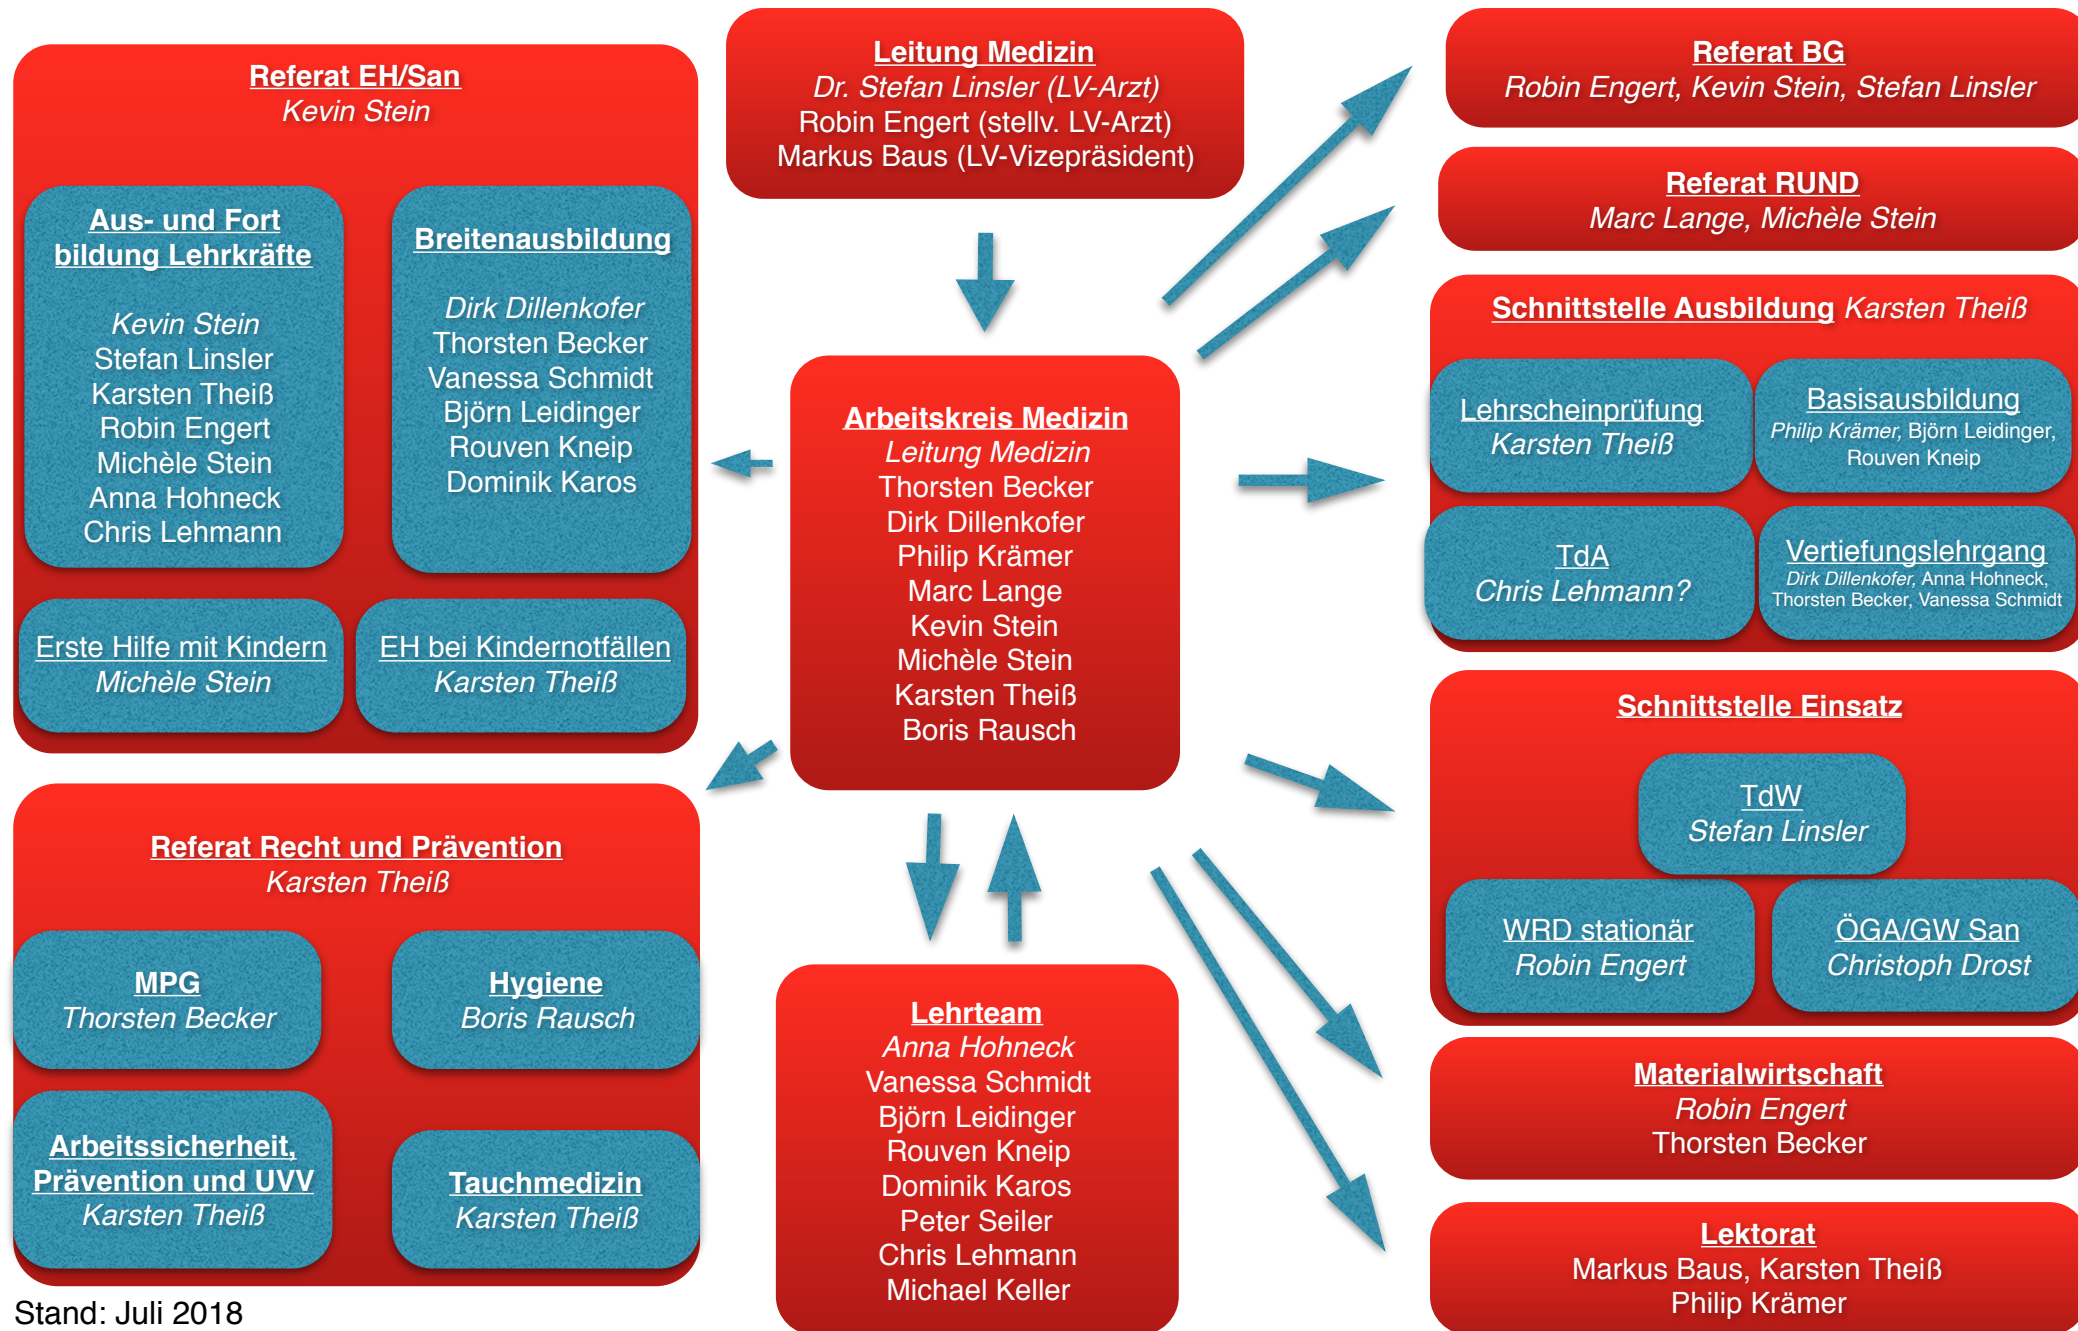 Referat EH/San
Kevin Stein
Aus- und Fort
bildung Lehrkräfte
Kevin Stein
Stefan Linsler
Karsten Theiß
Robin Engert
Michèle Stein
Anna Hohneck
Chris Lehmann
Breitenausbildung
Dirk Dillenkofer
Thorsten Becker
Vanessa Schmidt
Björn Leidinger
Rouven Kneip
Dominik Karos
Erste Hilfe mit Kindern
Michèle Stein
EH bei Kindernotfällen
Karsten Theiß
Referat Recht und Prävention
Karsten Theiß
MPG
Thorsten Becker
Hygiene
Boris Rausch
Arbeitssicherheit,
Prävention und UVV
Karsten Theiß
Tauchmedizin
Karsten Theiß
Stand: Juli 2018
Leitung Medizin
Dr. Stefan Linsler (LV-Arzt)
Robin Engert (stellv. LV-Arzt)
Markus Baus (LV-Vizepräsident)
Arbeitskreis Medizin
Leitung Medizin
Thorsten Becker
Dirk Dillenkofer
Philip Krämer
Marc Lange
Kevin Stein
Michèle Stein
Karsten Theiß
Boris Rausch
Lehrteam
Anna Hohneck
Vanessa Schmidt
Björn Leidinger
Rouven Kneip
Dominik Karos
Peter Seiler
Chris Lehmann
Michael Keller
Referat BG
Robin Engert, Kevin Stein, Stefan Linsler
Referat RUND
Marc Lange, Michèle Stein
Schnittstelle Ausbildung Karsten Theiß
Lehrscheinprüfung
Karsten Theiß
Basisausbildung
Philip Krämer, Björn Leidinger,
Rouven Kneip
TdA
Chris Lehmann?
Vertiefungslehrgang
Dirk Dillenkofer, Anna Hohneck,
Thorsten Becker, Vanessa Schmidt
Schnittstelle Einsatz
TdW
Stefan Linsler
WRD stationär
Robin Engert
ÖGA/GW San
Christoph Drost
Materialwirtschaft
Robin Engert
Thorsten Becker
Lektorat
Markus Baus, Karsten Theiß
Philip Krämer